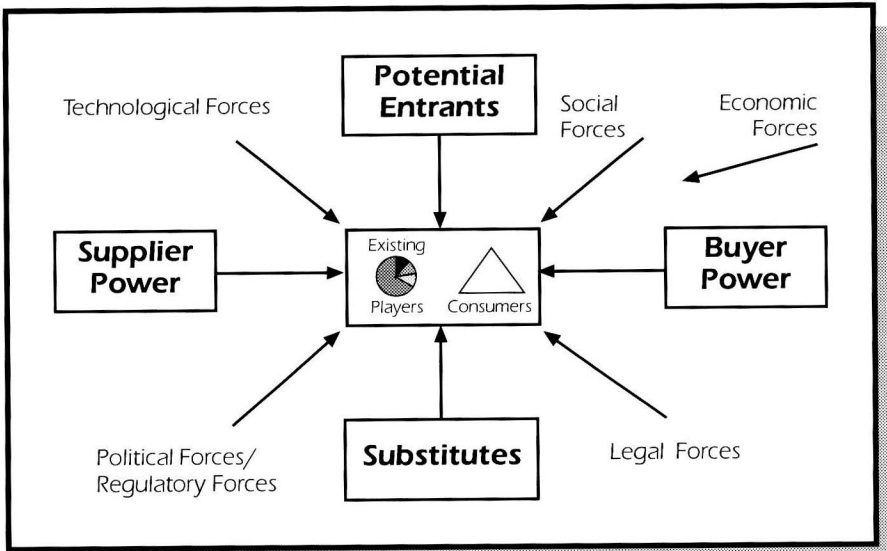 Potential
Entrants
Technological Forces
Social
Forces
Economic
Forces
Supplier
Power
Existing
Players
Consumers
Buyer
Power
Political Forces/
Regulatory Forces
Substitutes
Legal Forces